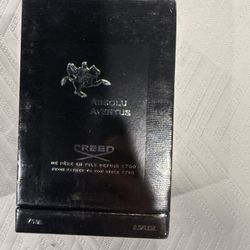 ABSOLU
AVENTUS
CREED
DE PÈRE EN FILS DEPUIS 1760
FROM FATHER TO SON SINCE 1760
75ML 2.5FL.OZ